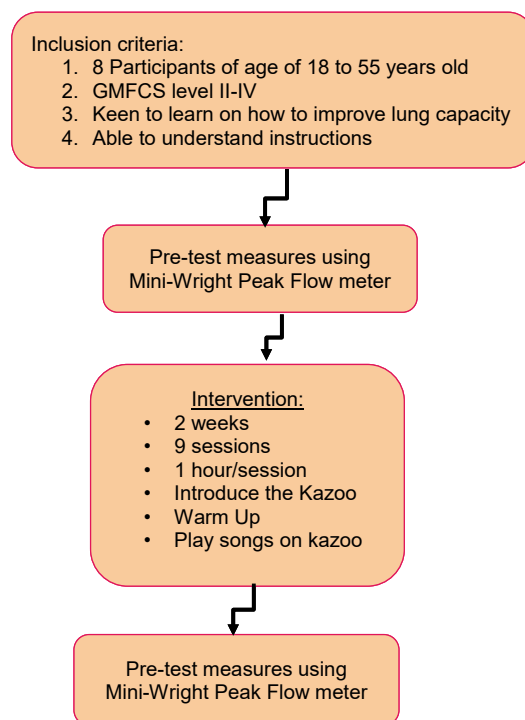 Inclusion criteria:
1. 8 Participants of age of 18 to 55 years old
2. GMFCS level II-IV
3. Keen to learn on how to improve lung capacity
4. Able to understand instructions
Pre-test measures using
Mini-Wright Peak Flow meter
Intervention:
• 2 weeks
• 9 sessions
• 1 hour/session
• Introduce the Kazoo
• Warm Up
• Play songs on kazoo
Pre-test measures using
Mini-Wright Peak Flow meter